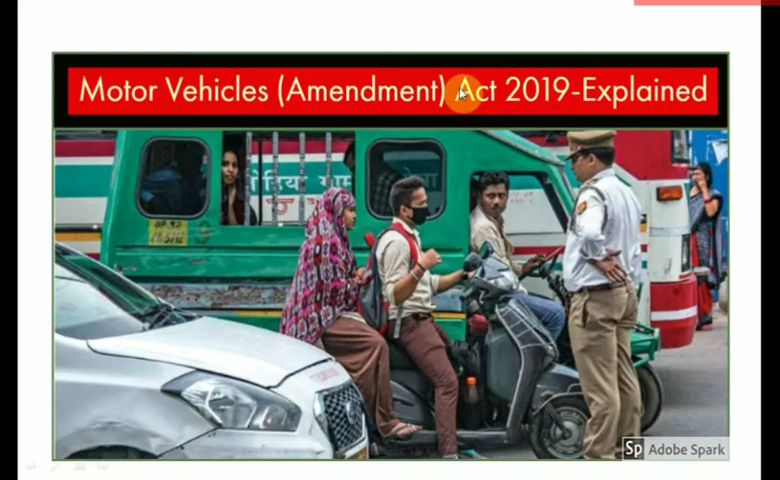 Motor Vehicles (Amendment) Act 2019-Explained
Sp Adobe Spark